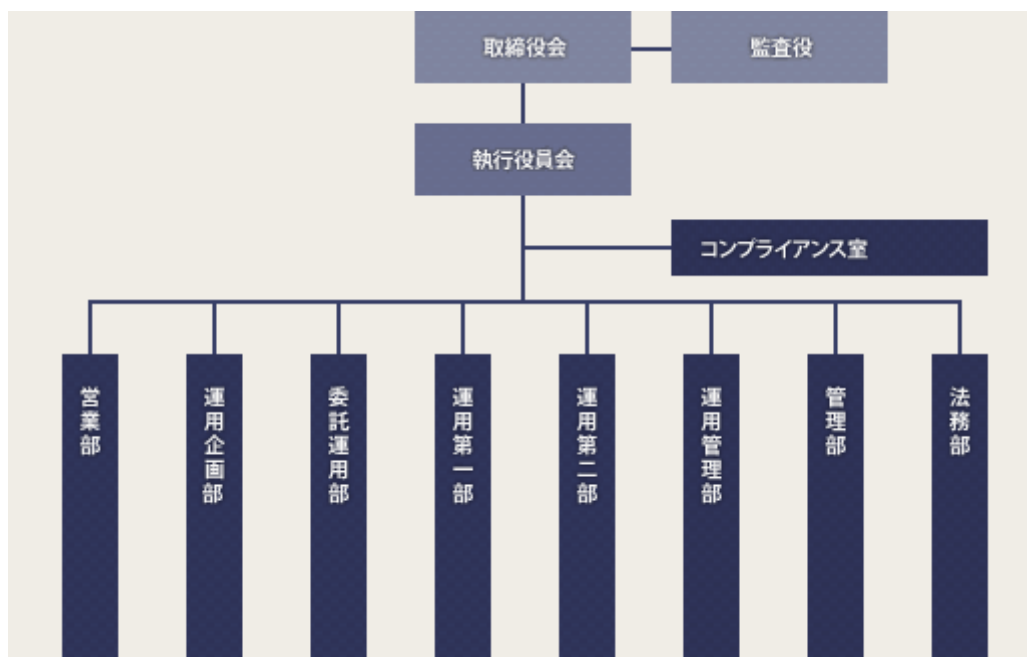 取締役会
監査役
執行役員会
コンプライアンス室
営業部
運用企画部
委託運用部
運用第一部
運用第二部
運用管理部
管理部
法務部